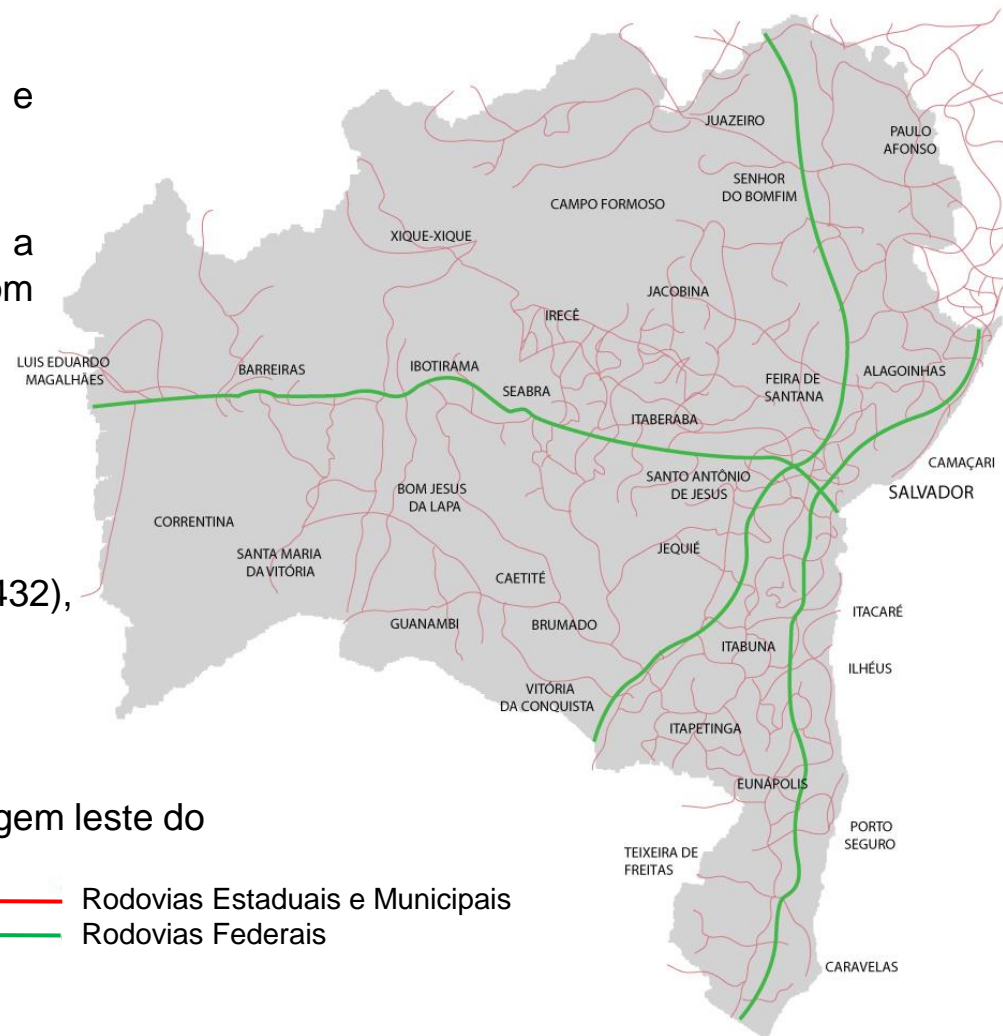 e
a
om
432),
gem leste do
JUAZEIRO
PAULO
AFONSO
SENHOR
DO BOMFIM
CAMPO FORMOSO
XIQUE-XIQUE
JACOBINA
IRECÊ
LUIS EDUARDO
MAGALHÃES
BARREIRAS
IBOTIRAMA
SEABRA
FEIRA DE
SANTANA
ALAGOINHAS
ITABERABA
CAMAÇARI
SALVADOR
SANTO ANTÔNIO
DE JESUS
BOM JESUS
DA LAPA
CORRENTINA
SANTA MARIA
DA VITÓRIA
JEQUIÉ
CAETITÉ
GUANAMBI
BRUMADO
ITACARÉ
ITABUNA
ILHÉUS
VITÓRIA
DA CONQUISTA
ITAPETINGA
EUNÁPOLIS
PORTO
SEGURO
TEIXEIRA DE
FREITAS
CARAVELAS
Rodovias Estaduais e Municipais
Rodovias Federais